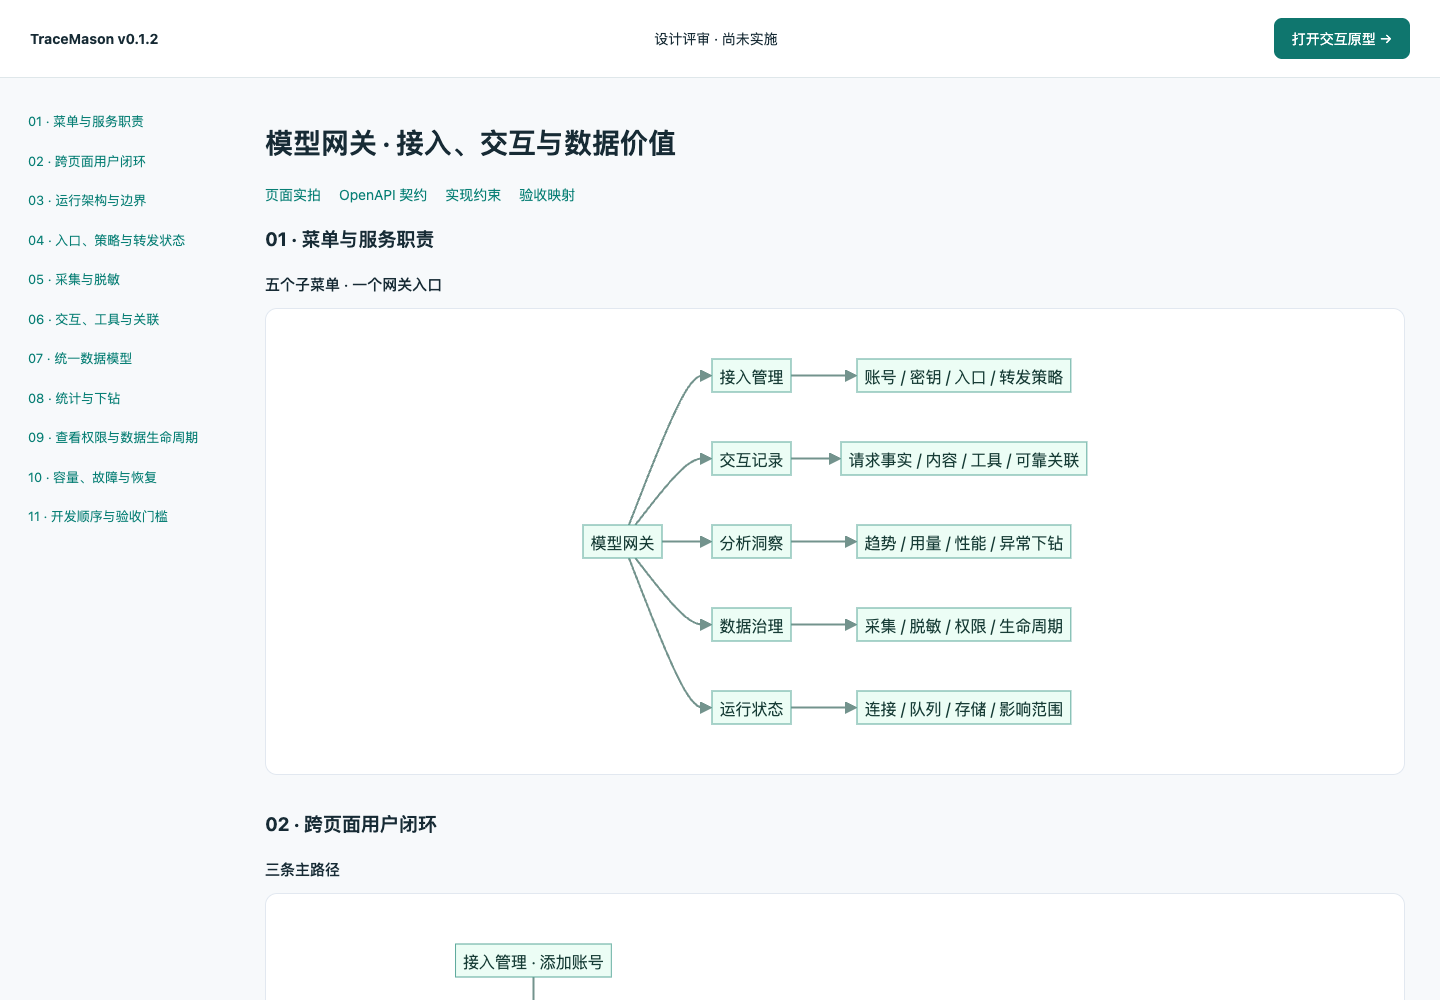 TraceMason v0.1.2
设计评审 · 尚未实施
打开交互原型 →
01 · 菜单与服务职责
02 · 跨页面用户闭环
03 · 运行架构与边界
04 · 入口、策略与转发状态
05 · 采集与脱敏
06 · 交互、工具与关联
07 · 统一数据模型
08 · 统计与下钻
09 · 查看权限与数据生命周期
10 · 容量、故障与恢复
11 · 开发顺序与验收门槛
模型网关 · 接入、交互与数据价值
页面实拍 OpenAPI 契约 实现约束 验收映射
01 · 菜单与服务职责
五个子菜单 · 一个网关入口
模型网关
接入管理
账号 / 密钥 / 入口 / 转发策略
交互记录
请求事实 / 内容 / 工具 / 可靠关联
分析洞察
趋势 / 用量 / 性能 / 异常下钻
数据治理
采集 / 脱敏 / 权限 / 生命周期
运行状态
连接 / 队列 / 存储 / 影响范围
02 · 跨页面用户闭环
三条主路径
接入管理 · 添加账号